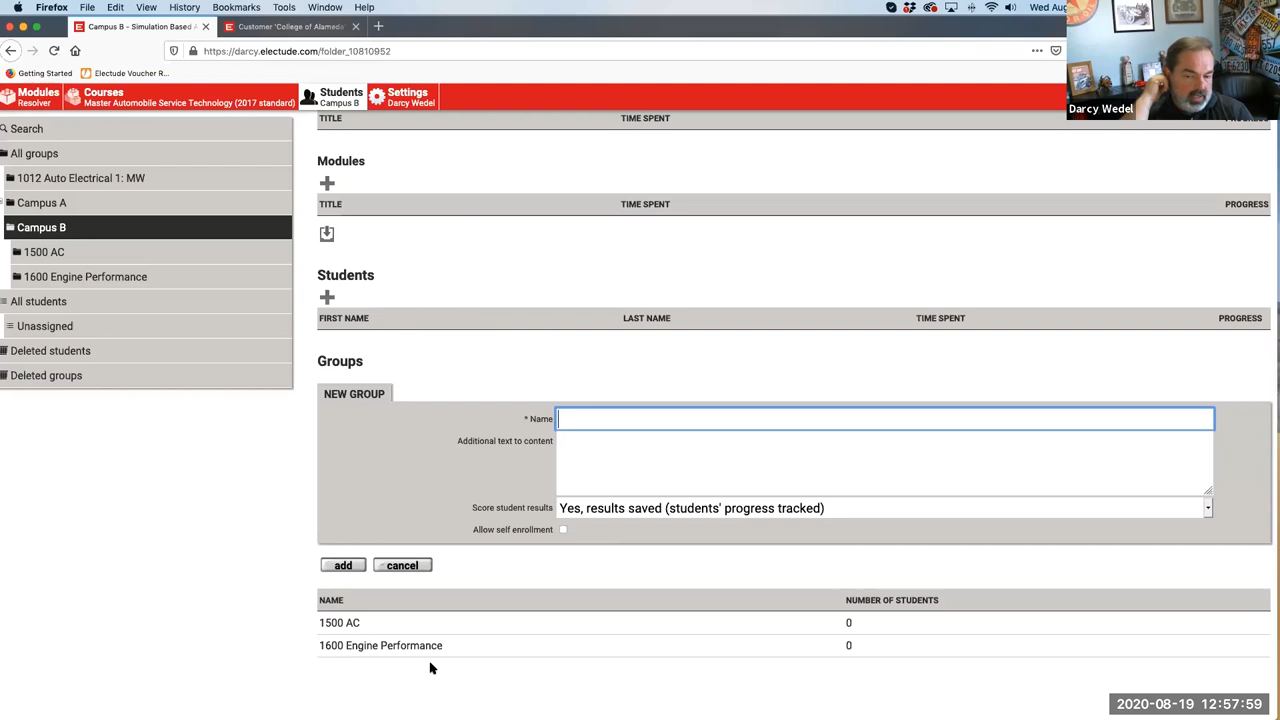 Firefox File Edit View History Bookmarks Tools Window Help Wed Aug
Campus B - Simulation Based A Customer 'College of Alameda
https://darcy.electude.com/folder_10810952
Getting Started Electude Voucher R...
Modules
Resolver
Courses
Master Automobile Service Technology (2017 standard)
Students
Campus B
Settings
Darcy Wedel
Darcy Wedel
Search
All groups
1012 Auto Electrical 1: MW
Campus A
Campus B
1500 AC
1600 Engine Performance
All students
Unassigned
Deleted students
Deleted groups
TITLE TIME SPENT PROGRESS
Modules
TITLE TIME SPENT PROGRESS
Students
FIRST NAME LAST NAME TIME SPENT PROGRESS
Groups
NEW GROUP
* Name
Additional text to content
Score student results Yes, results saved (students' progress tracked)
Allow self enrollment
add cancel
NAME NUMBER OF STUDENTS
1500 AC 0
1600 Engine Performance 0
2020-08-19 12:57:59